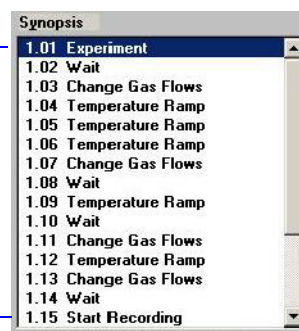 Synopsis
1.01 Experiment
1.02 Wait
1.03 Change Gas Flows
1.04 Temperature Ramp
1.05 Temperature Ramp
1.06 Temperature Ramp
1.07 Change Gas Flows
1.08 Wait
1.09 Temperature Ramp
1.10 Wait
1.11 Change Gas Flows
1.12 Temperature Ramp
1.13 Change Gas Flows
1.14 Wait
1.15 Start Recording